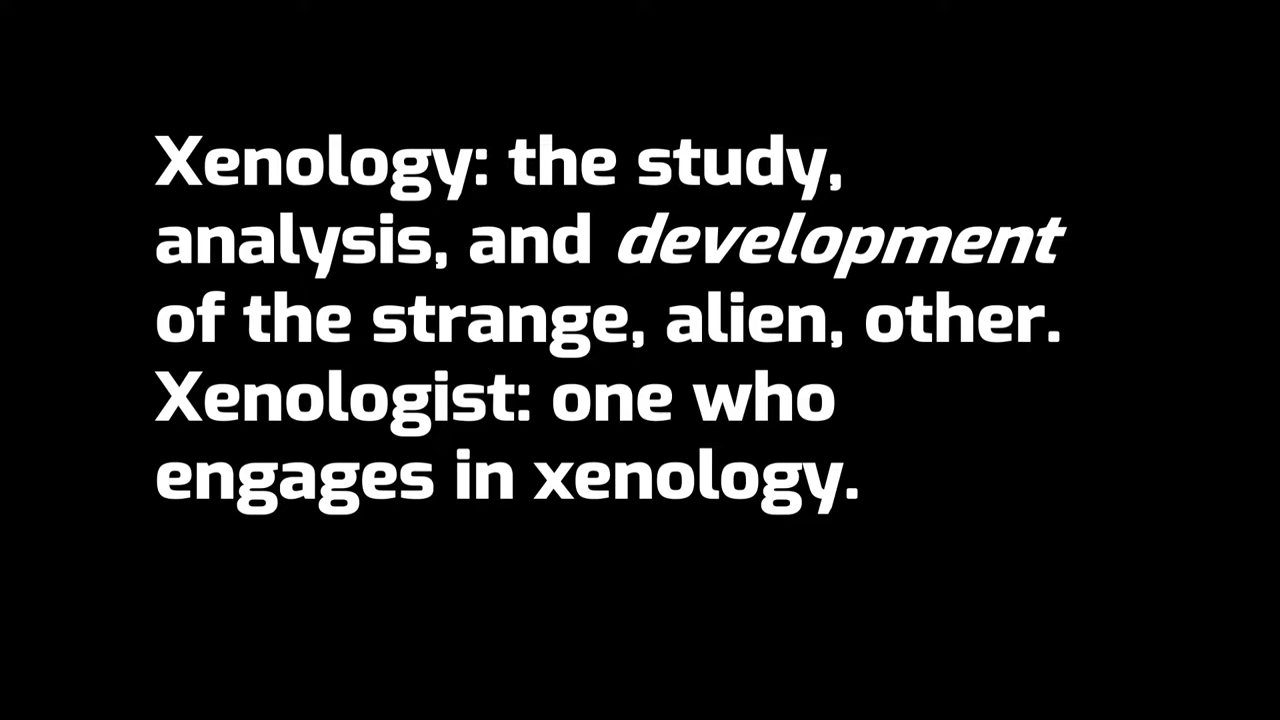 Xenology: the study,
analysis, and development
of the strange, alien, other.
Xenologist: one who
engages in xenology.